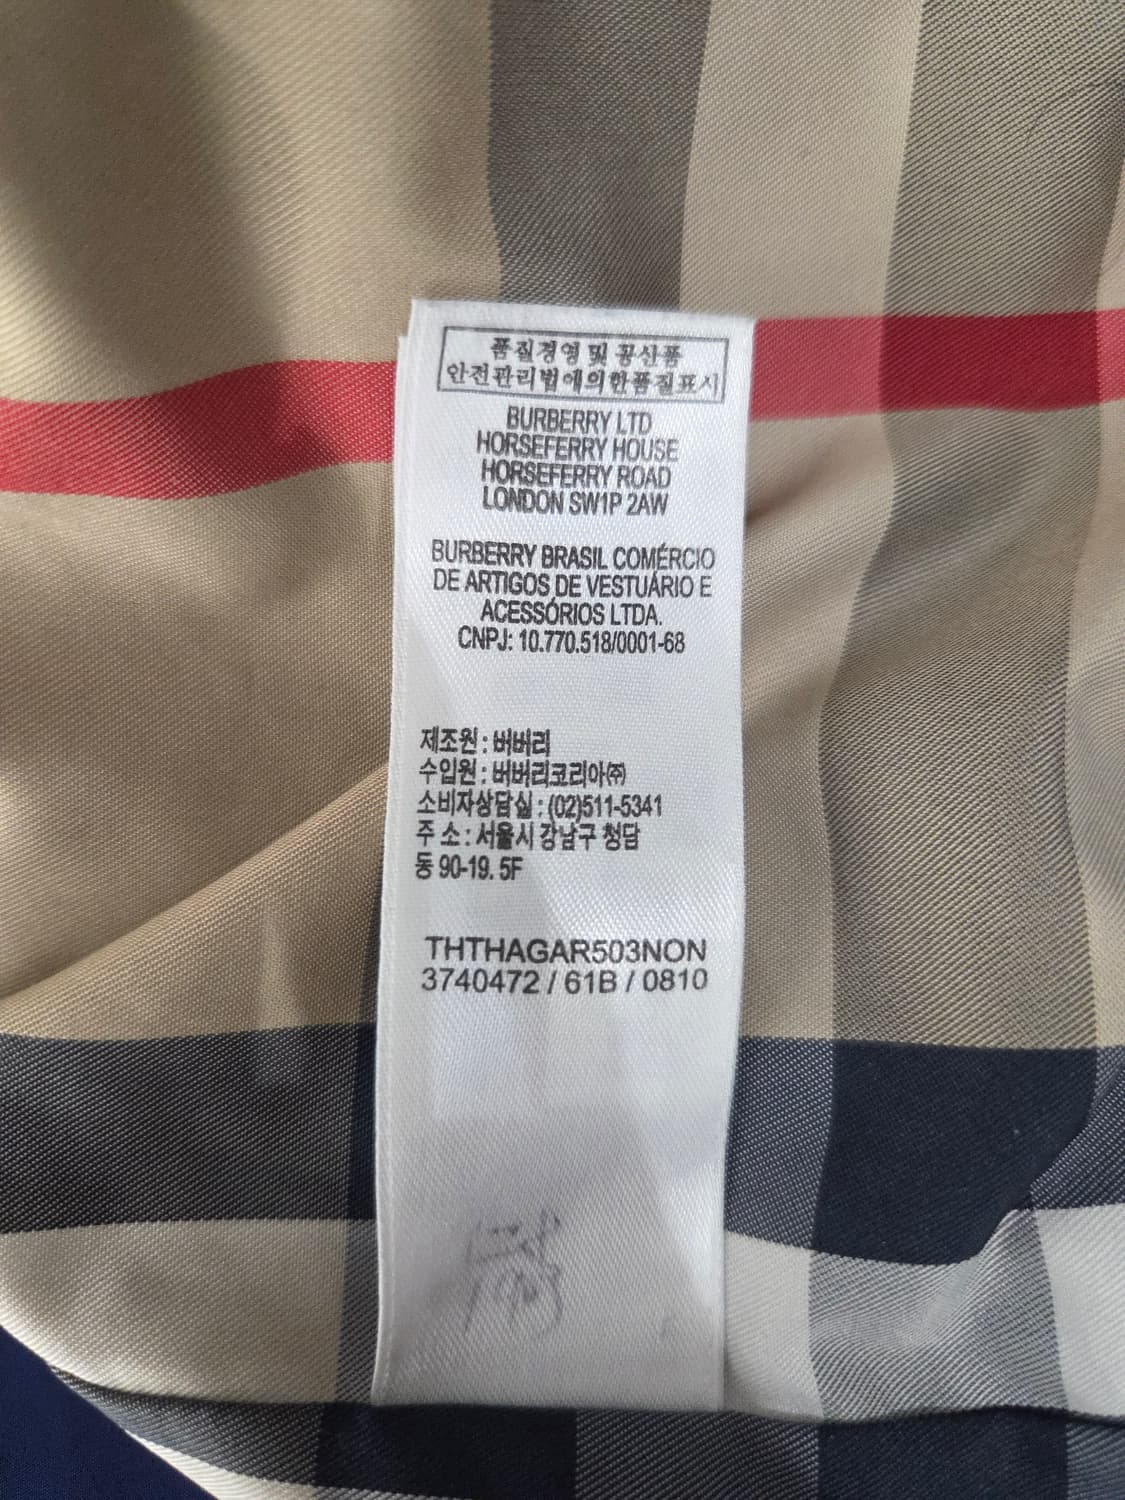 품질경영 및 공산품
안전관리법에의한품질표시
BURBERRY LTD
HORSEFERRY HOUSE
HORSEFERRY ROAD
LONDON SW1P 2AW
BURBERRY BRASIL COMÉRCIO
DE ARTIGOS DE VESTUÁRIO E
ACESSÓRIOS LTDA.
CNPJ: 10.770.518/0001-68
제조원 : 버버리
수입원 : 버버리코리아㈜
소비자상담실 : (02)511-5341
주 소 : 서울시 강남구 청담
동 90-19. 5F
THTHAGAR503NON
3740472 / 61B / 0810